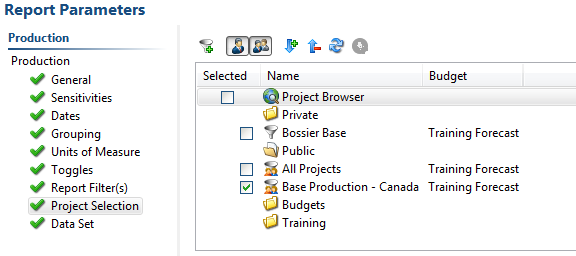 Report Parameters
Production
Production
General
Sensitivities
Dates
Grouping
Units of Measure
Toggles
Report Filter(s)
Project Selection
Data Set
Selected Name Budget
Project Browser
Private
Bossier Base Training Forecast
Public
All Projects Training Forecast
Base Production - Canada Training Forecast
Budgets
Training